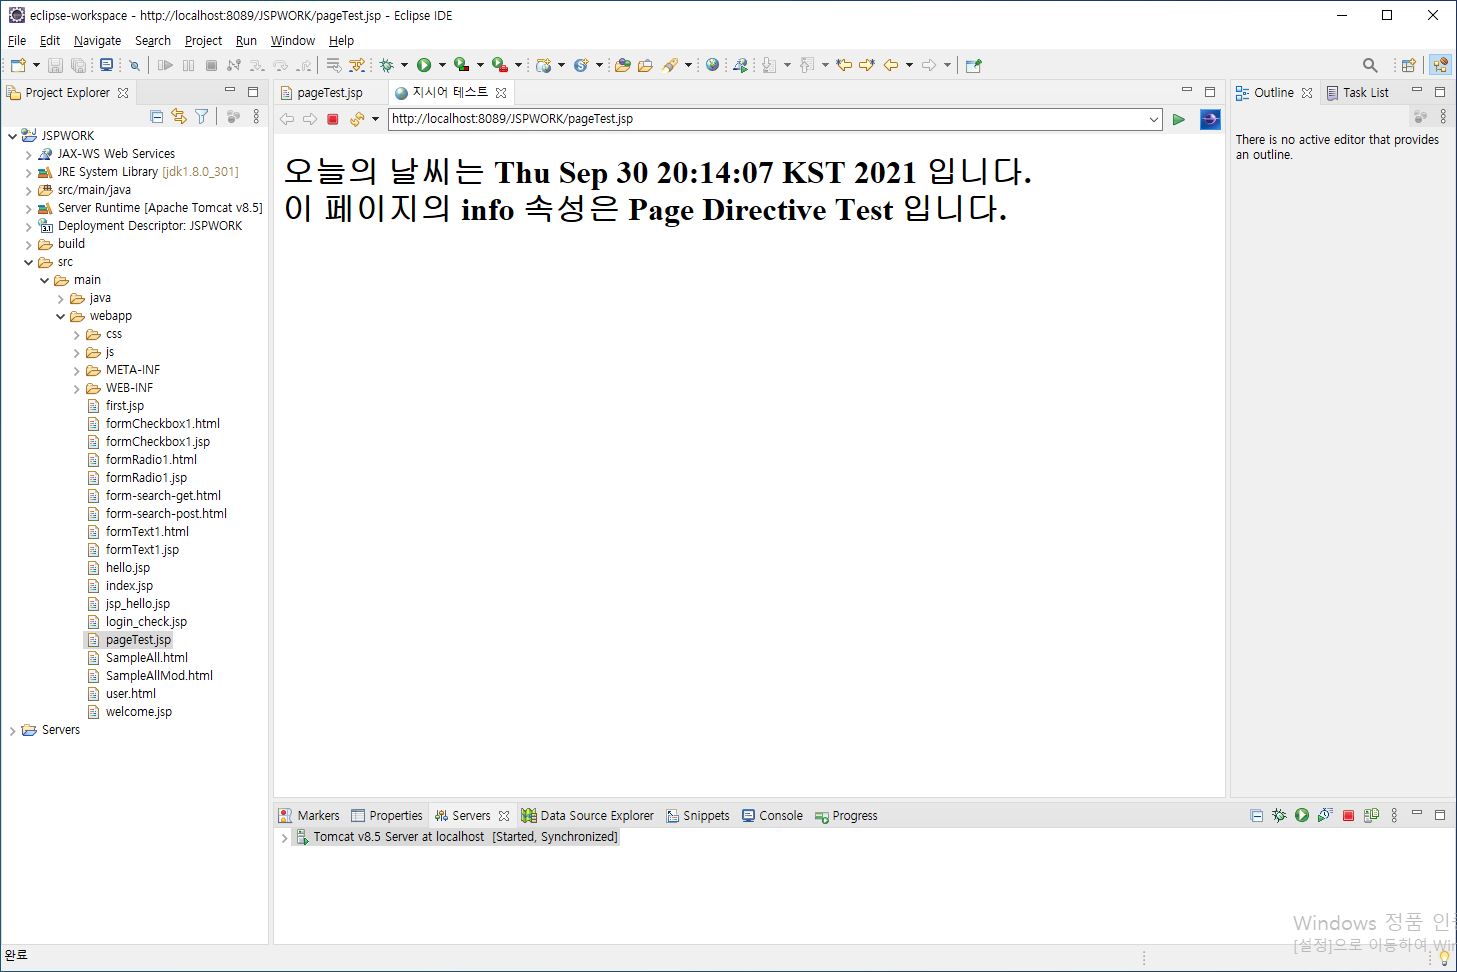 eclipse-workspace - http://localhost:8089/JSPWORK/pageTest.jsp - Eclipse IDE
File Edit Navigate Search Project Run Window Help
Project Explorer
JSPWORK
JAX-WS Web Services
JRE System Library [jdk1.8.0_301]
src/main/java
Server Runtime [Apache Tomcat v8.5]
3.1 Deployment Descriptor: JSPWORK
build
src
main
java
webapp
css
js
META-INF
WEB-INF
first.jsp
formCheckbox1.html
formCheckbox1.jsp
formRadio1.html
formRadio1.jsp
form-search-get.html
form-search-post.html
formText1.html
formText1.jsp
hello.jsp
index.jsp
jsp_hello.jsp
login_check.jsp
pageTest.jsp
SampleAll.html
SampleAllMod.html
user.html
welcome.jsp
Servers
pageTest.jsp 지시어 테스트
http://localhost:8089/JSPWORK/pageTest.jsp
오늘의 날씨는 Thu Sep 30 20:14:07 KST 2021 입니다.
이 페이지의 info 속성은 Page Directive Test 입니다.
Outline Task List
There is no active editor that provides
an outline.
Markers Properties Servers Data Source Explorer Snippets Console Progress
Tomcat v8.5 Server at localhost [Started, Synchronized]
Windows 정품
[설정]으로 이동하여
완료